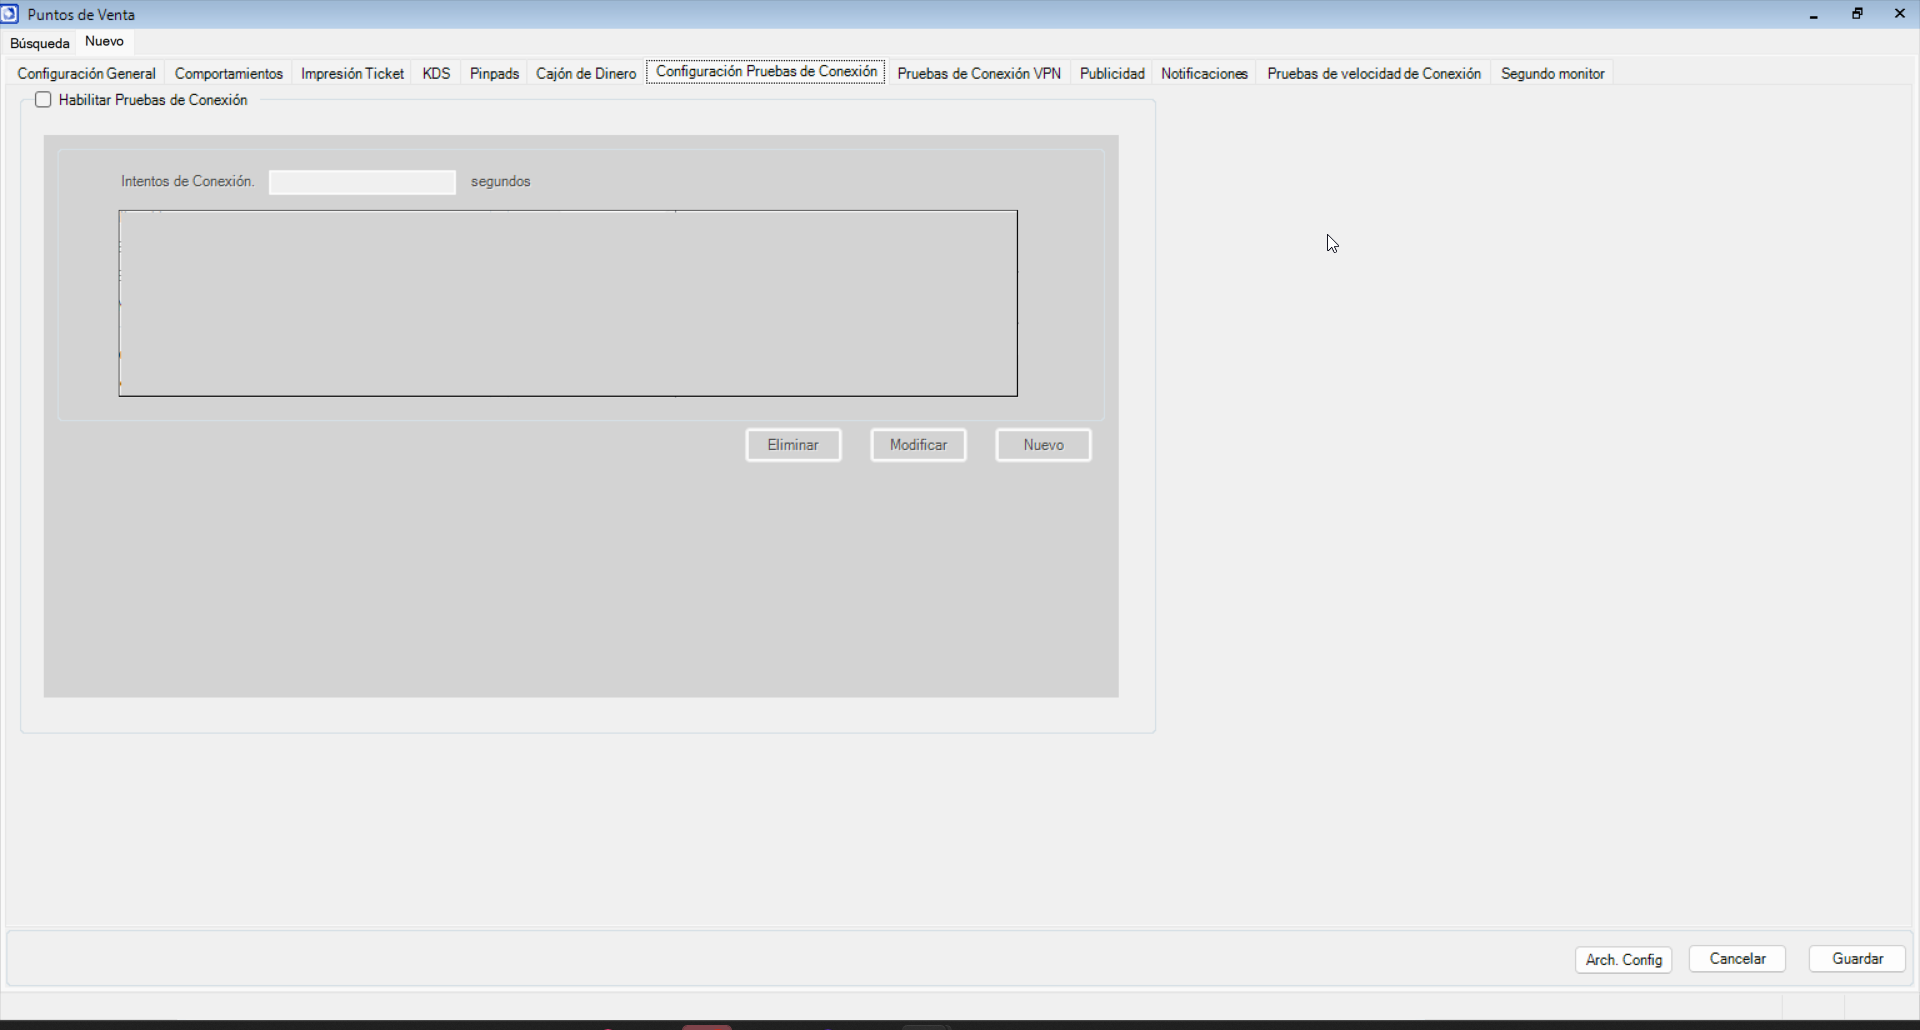 Puntos de Venta
Búsqueda Nuevo
Configuración General Comportamientos Impresión Ticket KDS Pinpads Cajón de Dinero Configuración Pruebas de Conexión Pruebas de Conexión VPN Publicidad Notificaciones Pruebas de velocidad de Conexión Segundo monitor
Habilitar Pruebas de Conexión
Intentos de Conexión. segundos
Eliminar Modificar Nuevo
Arch. Config Cancelar Guardar